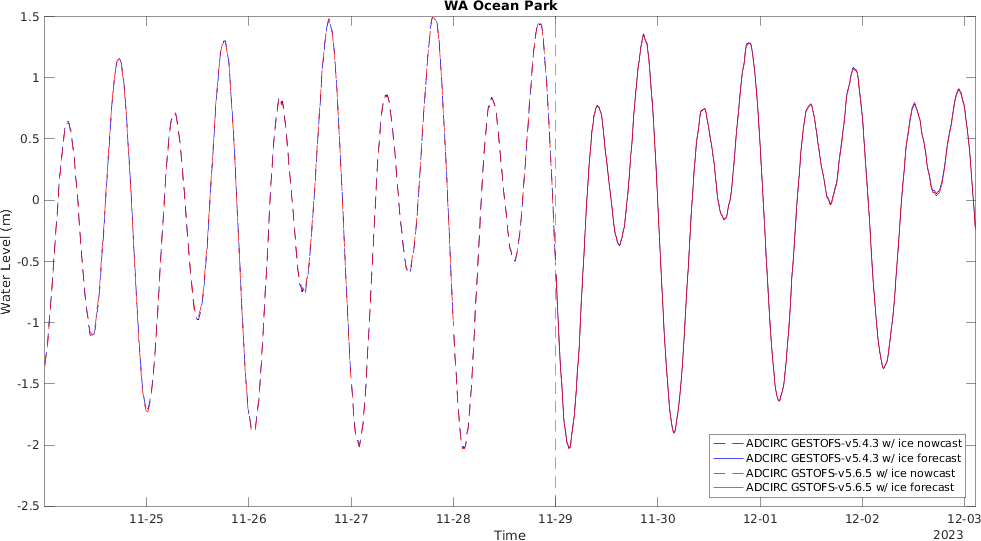 WA Ocean Park
1.5
1
0.5
0
-0.5
-1
-1.5
-2
-2.5
Water Level (m)
ADCIRC GESTOFS-v5.4.3 w/ ice nowcast
ADCIRC GESTOFS-v5.4.3 w/ ice forecast
ADCIRC GSTOFS-v5.6.5 w/ ice nowcast
ADCIRC GSTOFS-v5.6.5 w/ ice forecast
11-25 11-26 11-27 11-28 11-29 11-30 12-01 12-02 12-03
Time 2023